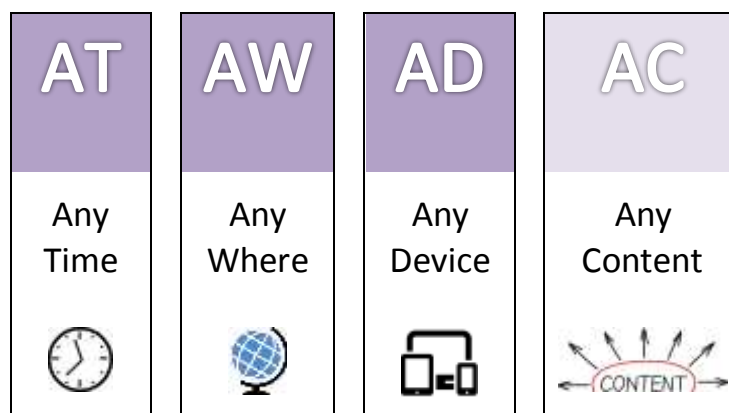 AT AW AD AC
Any Any Any Any
Time Where Device Content
CONTENT